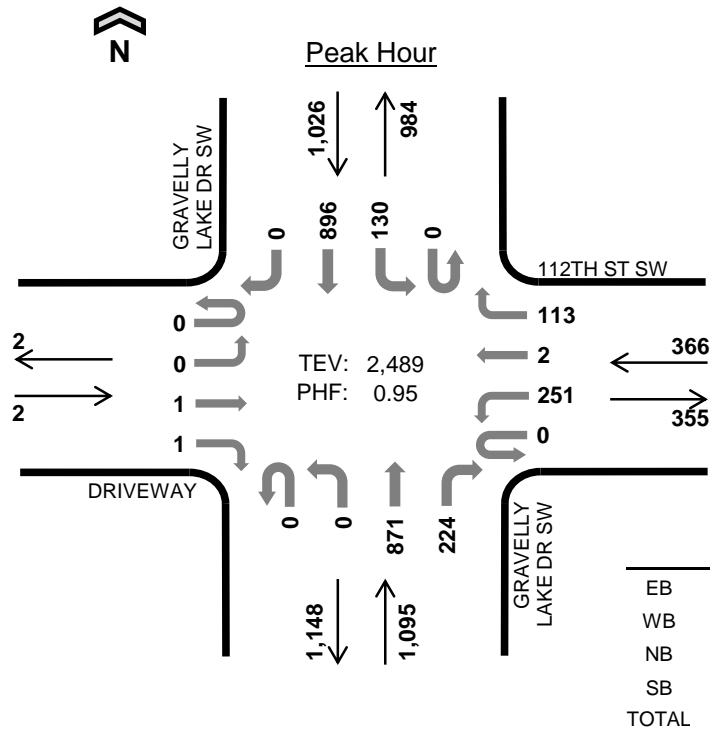 N
Peak Hour
1,026
984
GRAVELLY
LAKE DR SW
0
896
130
0
112TH ST SW
0
113
2
0
TEV: 2,489
2
366
2
1
PHF: 0.95
251
355
1
0
DRIVEWAY
0
0
871
224
GRAVELLY
LAKE DR SW
1,148
1,095
EB
WB
NB
SB
TOTAL